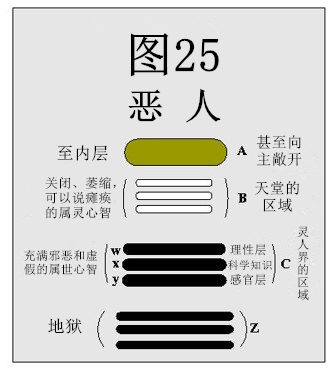 图25
恶 人
至内层
A
甚至向
主敞开
关闭、萎缩，
可以说瘫痪
的属灵心智
B
天堂的
区域
充满邪恶和虚
假的属世心智
w
x
y
理性层
科学知识
感官层
C
灵人界的区域
地狱
Z